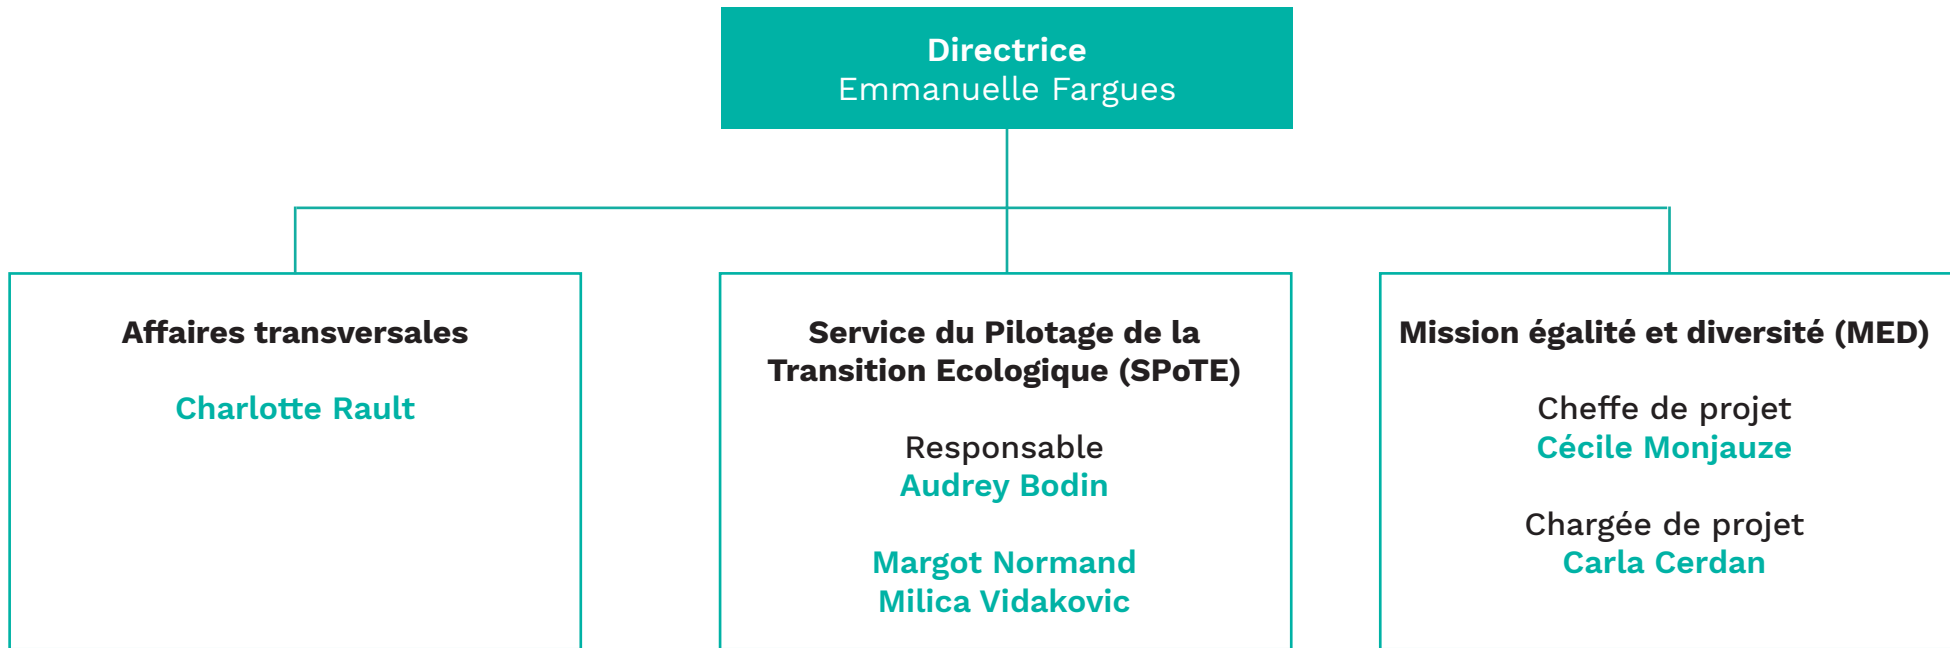 Directrice
Emmanuelle Fargues
Affaires transversales
Charlotte Rault
Service du Pilotage de la
Transition Ecologique (SPoTE)
Responsable
Audrey Bodin
Margot Normand
Milica Vidakovic
Mission égalité et diversité (MED)
Cheffe de projet
Cécile Monjauze
Chargée de projet
Carla Cerdan